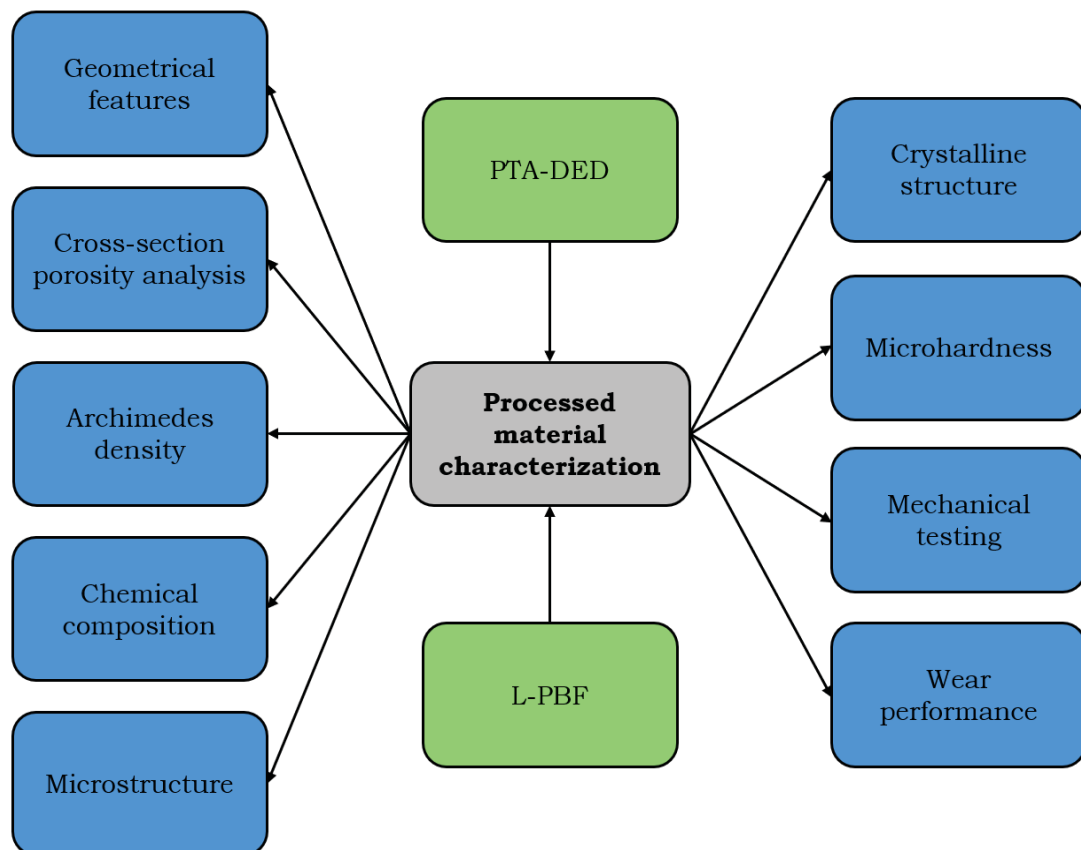 Geometrical
features
Cross-section
porosity analysis
Archimedes
density
Chemical
composition
Microstructure
PTA-DED
Processed
material
characterization
L-PBF
Crystalline
structure
Microhardness
Mechanical
testing
Wear
performance